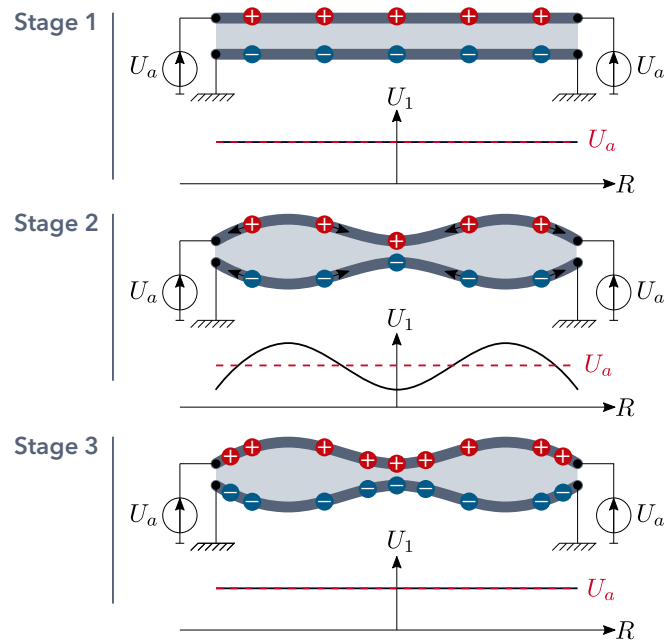 Stage 1
+ + + + +
U_a − − − − − U_a
U_1
U_a
R
Stage 2
+ + + + +
U_a − − − − − U_a
U_1
U_a
R
Stage 3
+ + + + + + + + +
U_a − − − − − − − − − U_a
U_1
U_a
R